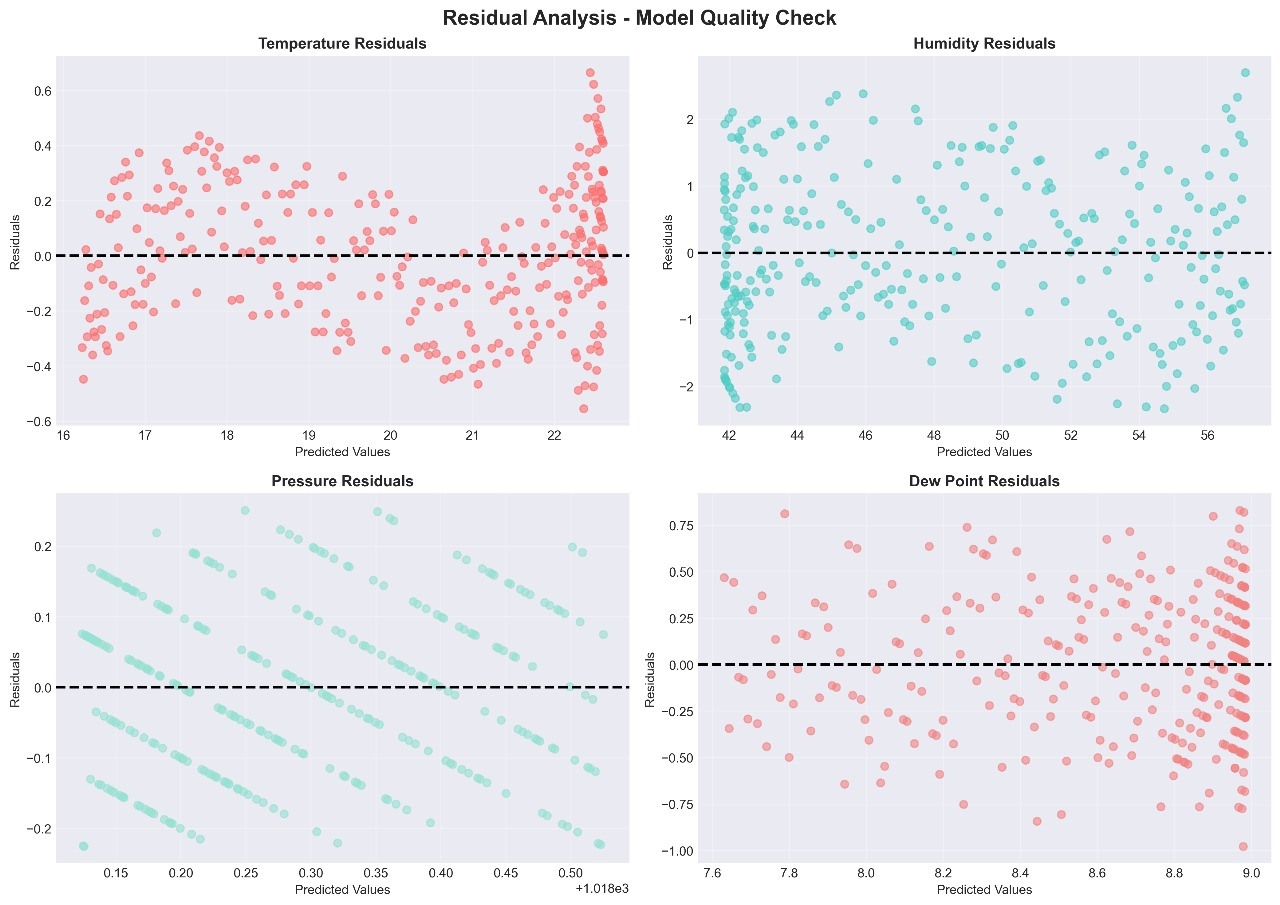 Residual Analysis - Model Quality Check
Temperature Residuals
Residuals
0.6
0.4
0.2
0.0
−0.2
−0.4
−0.6
16 17 18 19 20 21 22
Predicted Values
Humidity Residuals
Residuals
2
1
0
−1
−2
42 44 46 48 50 52 54 56
Predicted Values
Pressure Residuals
Residuals
0.2
0.1
0.0
−0.1
−0.2
0.15 0.20 0.25 0.30 0.35 0.40 0.45 0.50
+1.018e3
Predicted Values
Dew Point Residuals
Residuals
0.75
0.50
0.25
0.00
−0.25
−0.50
−0.75
−1.00
7.6 7.8 8.0 8.2 8.4 8.6 8.8 9.0
Predicted Values